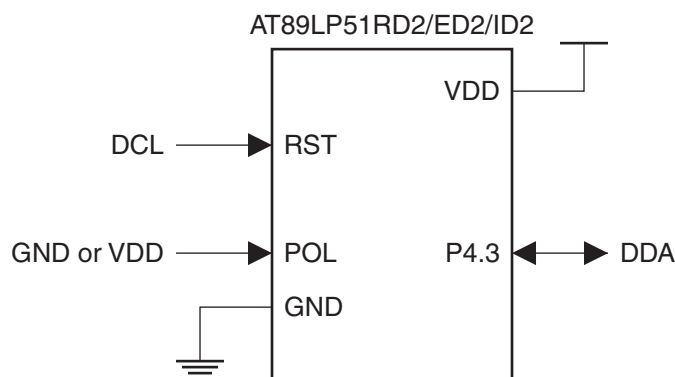 AT89LP51RD2/ED2/ID2
VDD
DCL
RST
GND or VDD
POL
P4.3
DDA
GND